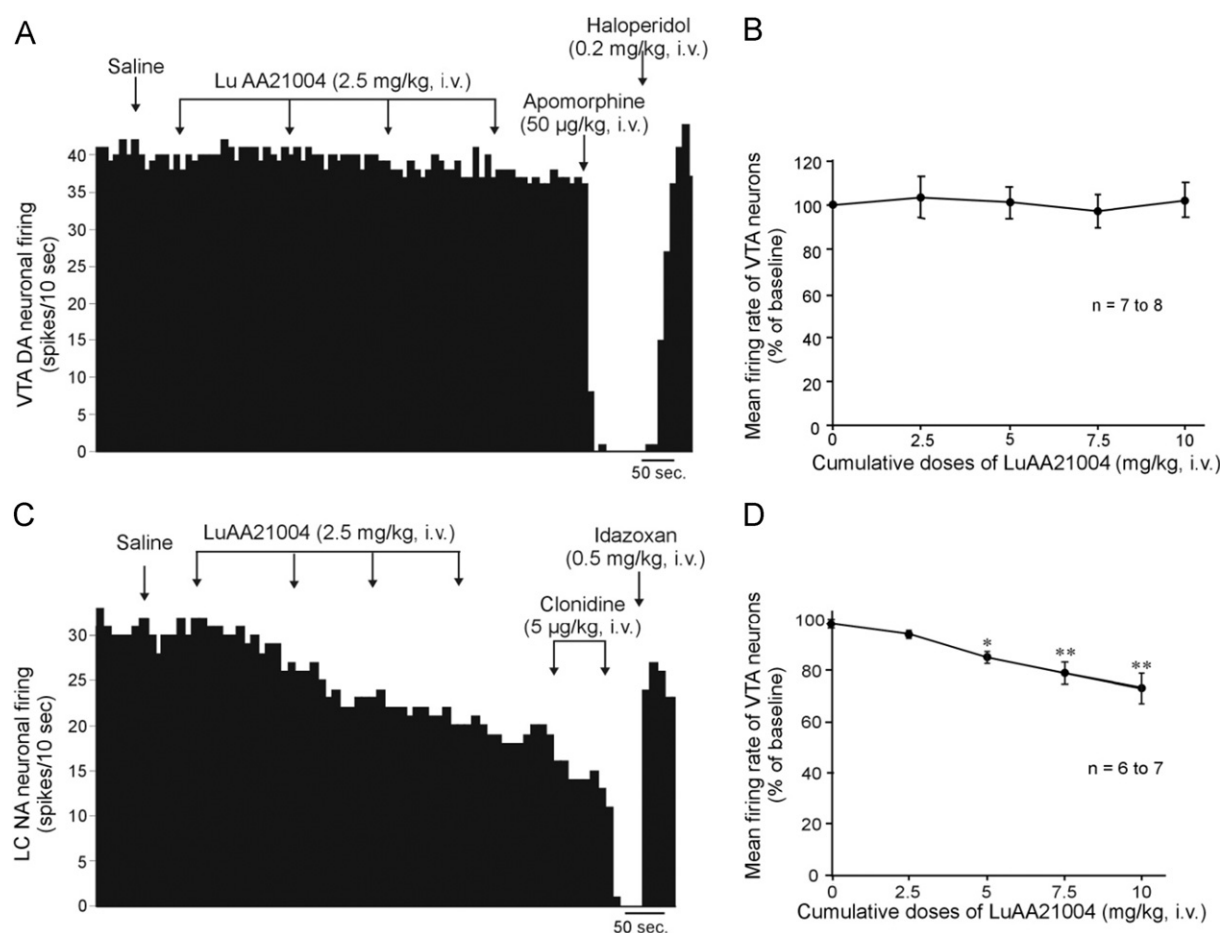 A
Saline
Lu AA21004 (2.5 mg/kg, i.v.)
Haloperidol
(0.2 mg/kg, i.v.)
Apomorphine
(50 µg/kg, i.v.)
VTA DA neuronal firing
(spikes/10 sec)
40
35
30
25
20
15
10
5
0
50 sec.
B
Mean firing rate of VTA neurons
(% of baseline)
120
100
80
60
40
20
0
n = 7 to 8
0 2.5 5 7.5 10
Cumulative doses of LuAA21004 (mg/kg, i.v.)
C
Saline
LuAA21004 (2.5 mg/kg, i.v.)
Idazoxan
(0.5 mg/kg, i.v.)
Clonidine
(5 µg/kg, i.v.)
LC NA neuronal firing
(spikes/10 sec)
30
25
20
15
10
5
0
50 sec.
D
Mean firing rate of VTA neurons
(% of baseline)
100
80
60
40
20
0
* ** **
n = 6 to 7
0 2.5 5 7.5 10
Cumulative doses of LuAA21004 (mg/kg, i.v.)